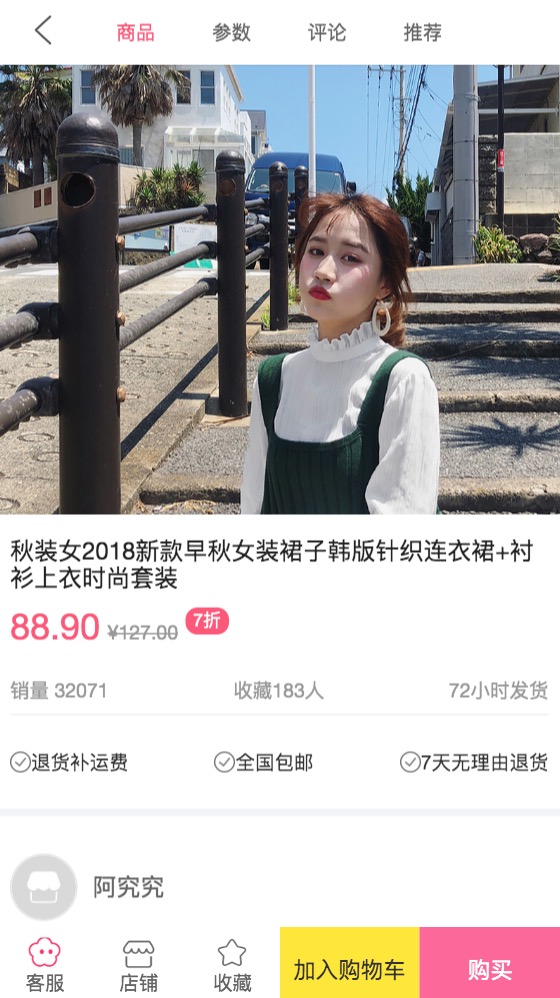 商品 参数 评论 推荐
秋装女2018新款早秋女装裙子韩版针织连衣裙+衬
衫上衣时尚套装
88.90 ¥127.00 7折
销量 32071 收藏183人 72小时发货
退货补运费 全国包邮 7天无理由退货
阿究究
客服 店铺 收藏 加入购物车 购买